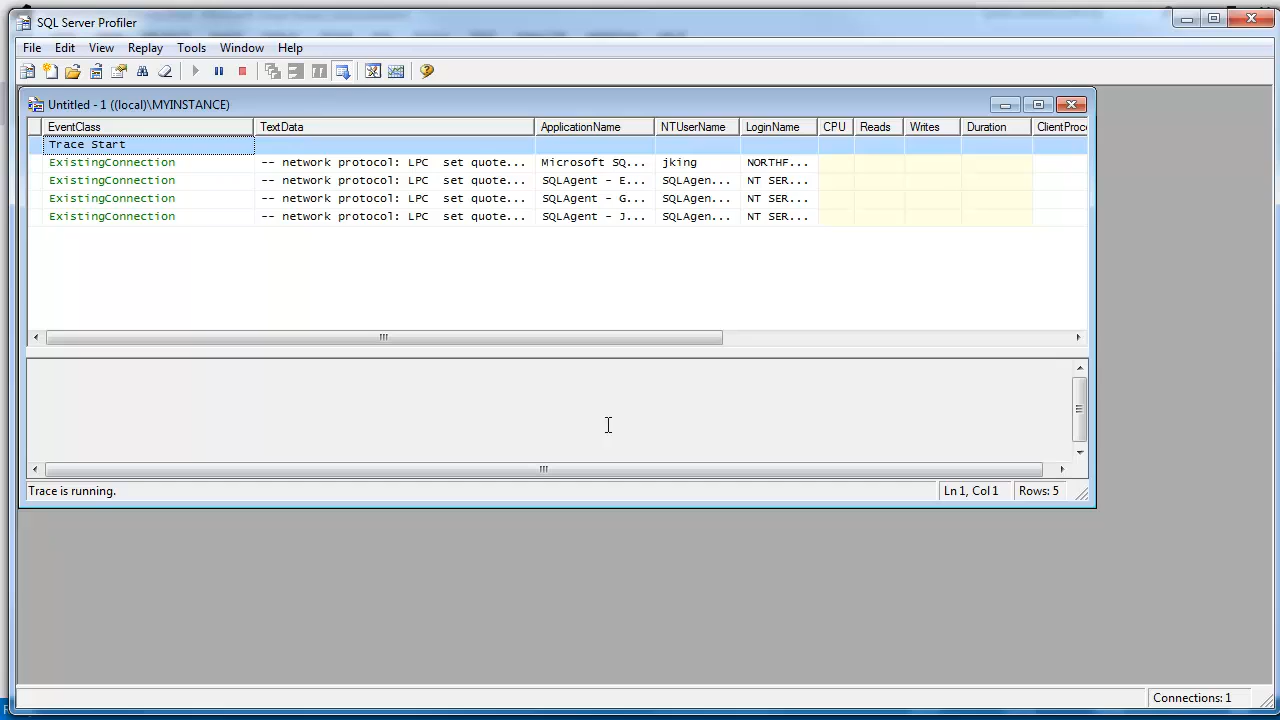 SQL Server Profiler
File Edit View Replay Tools Window Help
Untitled - 1 ((local)\MYINSTANCE)
EventClass TextData ApplicationName NTUserName LoginName CPU Reads Writes Duration ClientProce
Trace Start
ExistingConnection -- network protocol: LPC set quote... Microsoft SQ... jking NORTHF...
ExistingConnection -- network protocol: LPC set quote... SQLAgent - E... SQLAgen... NT SER...
ExistingConnection -- network protocol: LPC set quote... SQLAgent - G... SQLAgen... NT SER...
ExistingConnection -- network protocol: LPC set quote... SQLAgent - J... SQLAgen... NT SER...
Trace is running. Ln 1, Col 1 Rows: 5
Connections: 1